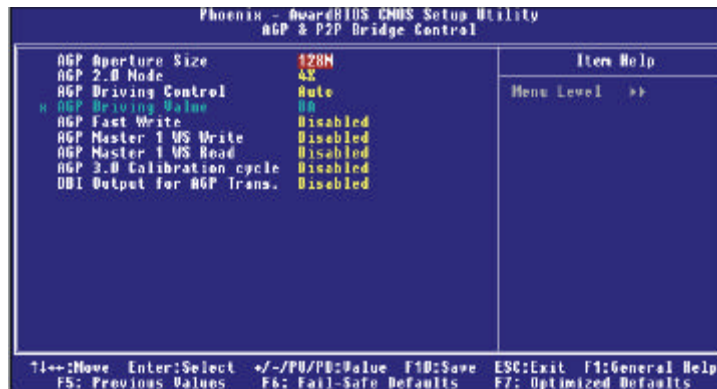 Phoenix - AwardBIOS CMOS Setup Utility
AGP & P2P Bridge Control
AGP Aperture Size 128M
AGP 2.0 Mode 4X
AGP Driving Control Auto
x AGP Driving Value DA
AGP Fast Write Disabled
AGP Master 1 WS Write Disabled
AGP Master 1 WS Read Disabled
AGP 3.0 Calibration cycle Disabled
DBI Output for AGP Trans. Disabled
Item Help
Menu Level ▸▸
↑↓←→:Move Enter:Select +/-/PU/PD:Value F10:Save ESC:Exit F1:General Help
F5: Previous Values F6: Fail-Safe Defaults F7: Optimized Defaults